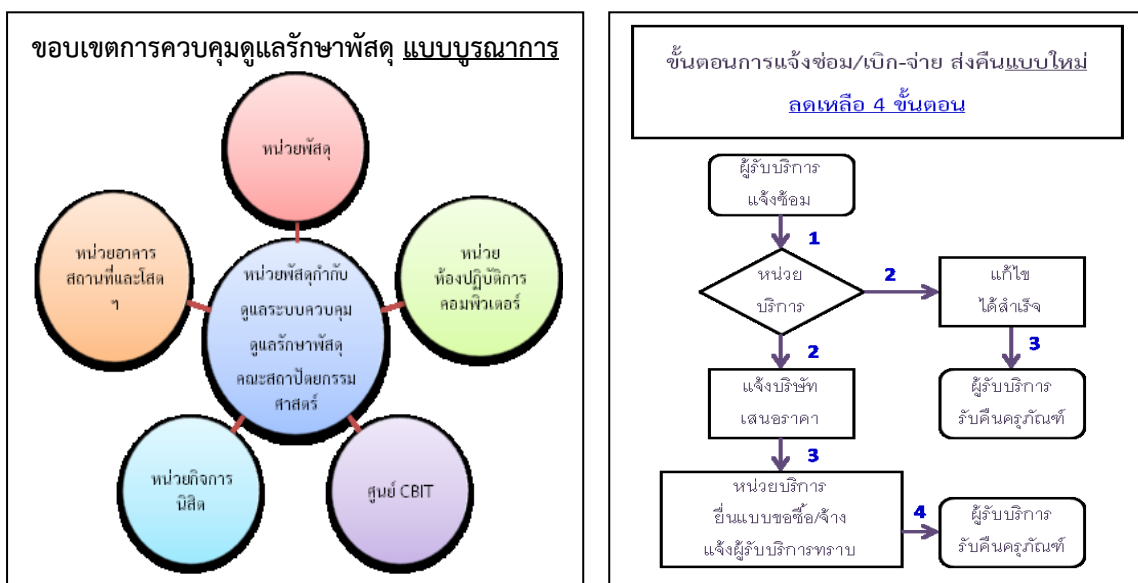 ขอบเขตการควบคุมดูแลรักษาพัสดุ แบบบูรณาการ
หน่วยพัสดุ
หน่วยอาคาร
สถานที่และโสต
ฯ
หน่วย
ห้องปฏิบัติการ
คอมพิวเตอร์
หน่วยพัสดุกำกับ
ดูแลระบบควบคุม
ดูแลรักษาพัสดุ
คณะสถาปัตยกรรม
ศาสตร์
หน่วยกิจการ
นิสิต
ศูนย์ CBIT
ขั้นตอนการแจ้งซ่อม/เบิก-จ่าย ส่งคืนแบบใหม่
ลดเหลือ 4 ขั้นตอน
ผู้รับบริการ
แจ้งซ่อม
1
หน่วย
บริการ
2
แก้ไข
ได้สำเร็จ
2
3
แจ้งบริษัท
เสนอราคา
ผู้รับบริการ
รับคืนครุภัณฑ์
3
หน่วยบริการ
ยื่นแบบขอซื้อ/จ้าง
แจ้งผู้รับบริการทราบ
4
ผู้รับบริการ
รับคืนครุภัณฑ์